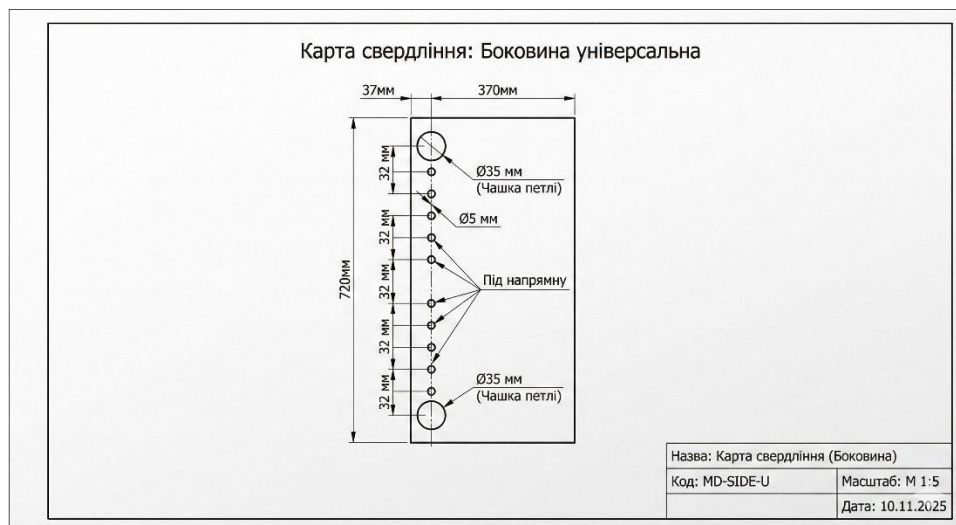 Карта свердління: Боковина універсальна
37мм
370мм
32 мм
Ø35 мм
(Чашка петлі)
Ø5 мм
32 мм
720мм
32 мм
Під напрямну
32 мм
32 мм
Ø35 мм
(Чашка петлі)
Назва: Карта свердління (Боковина)
Код: MD-SIDE-U
Масштаб: М 1:5
Дата: 10.11.2025